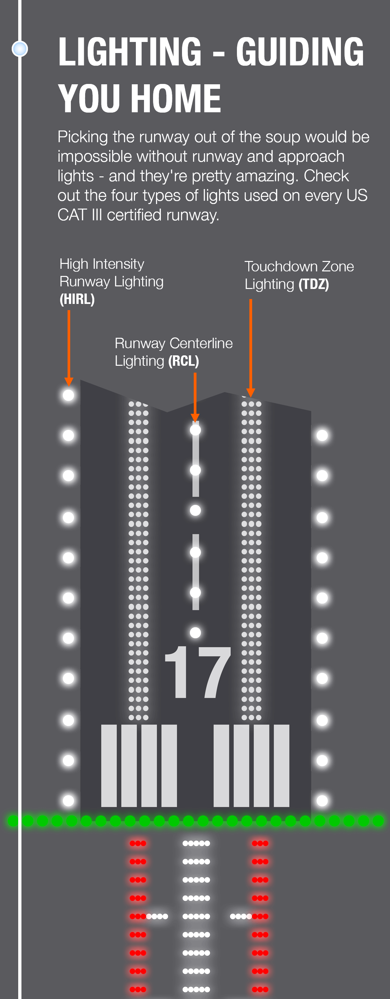 LIGHTING - GUIDING
YOU HOME
Picking the runway out of the soup would be
impossible without runway and approach
lights - and they're pretty amazing. Check
out the four types of lights used on every US
CAT III certified runway.
High Intensity
Runway Lighting
(HIRL)
Touchdown Zone
Lighting (TDZ)
Runway Centerline
Lighting (RCL)
17